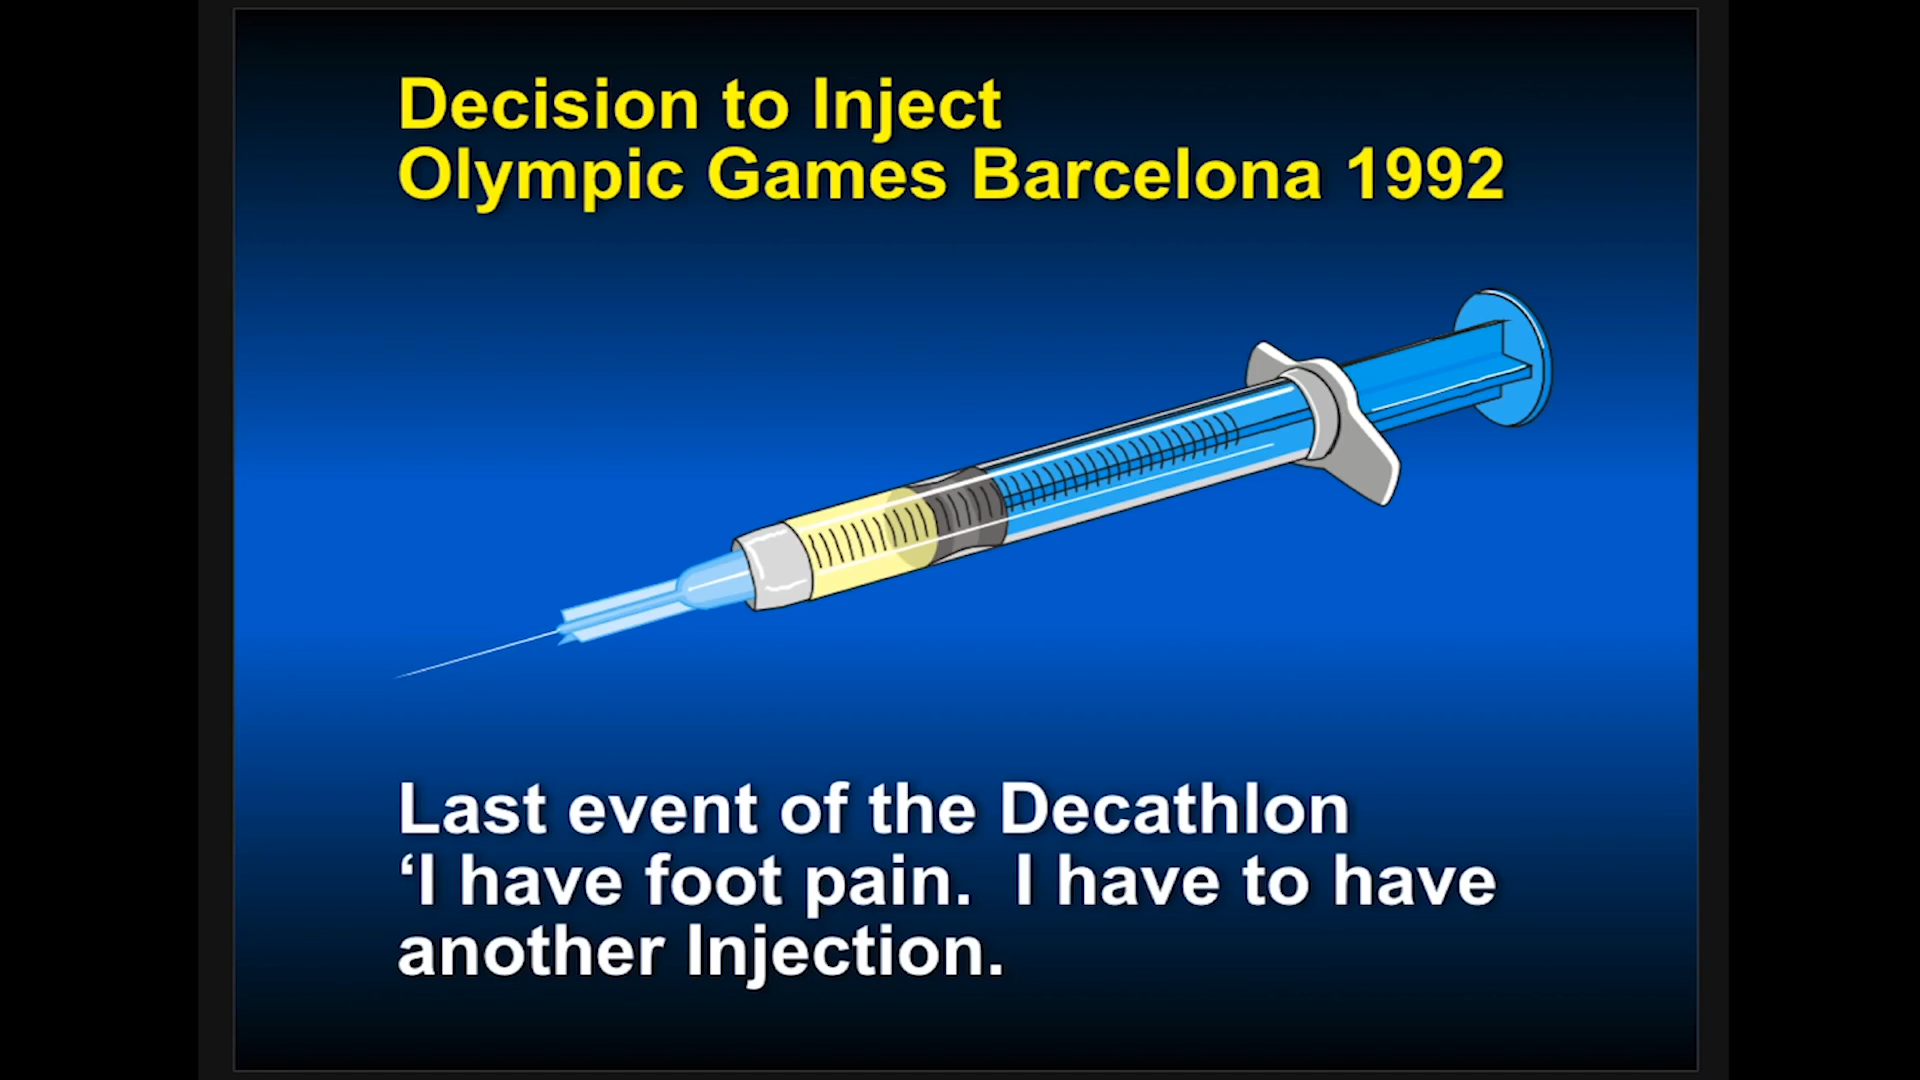 Decision to Inject
Olympic Games Barcelona 1992
Last event of the Decathlon
‘I have foot pain.  I have to have
another Injection.